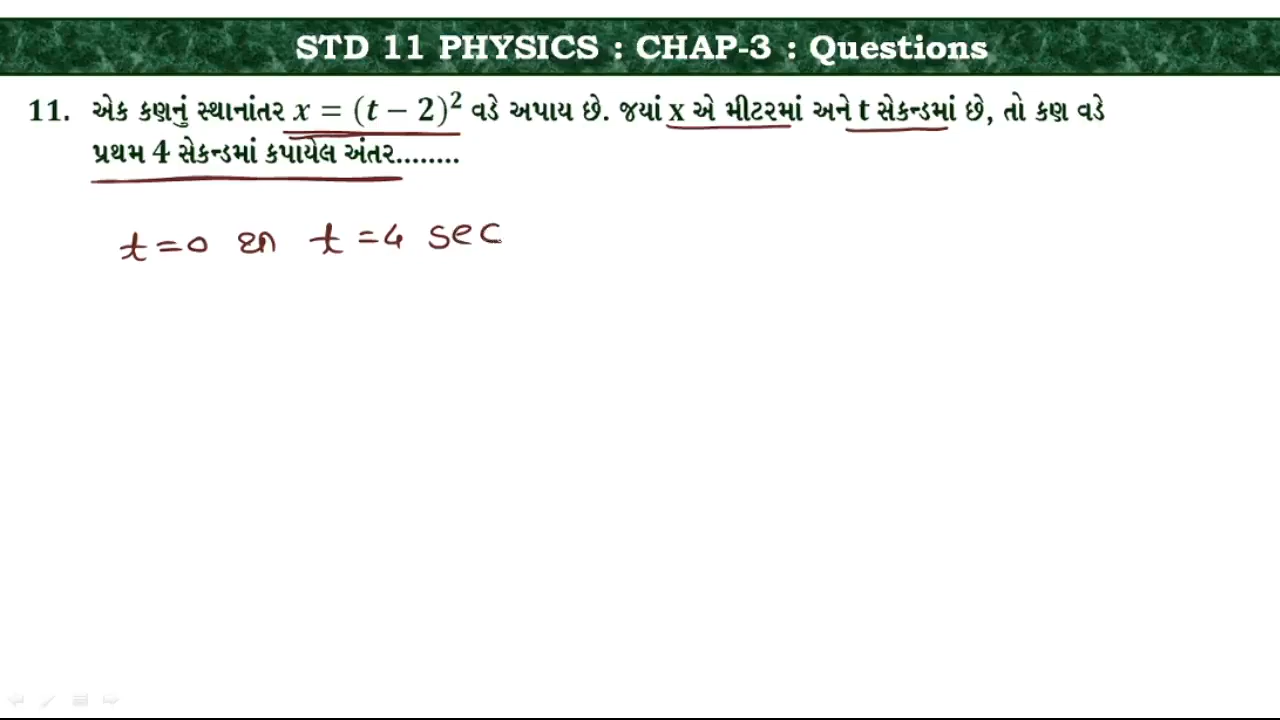 STD 11 PHYSICS : CHAP-3 : Questions
11. એક કણનું સ્થાનાંતર x = (t − 2)² વડે અપાય છે. જયાં x એ મીટરમાં અને t સેકન્ડમાં છે, તો કણ વડે
પ્રથમ 4 સેકન્ડમાં કપાયેલ અંતર........
t = 0 થી t = 4 sec